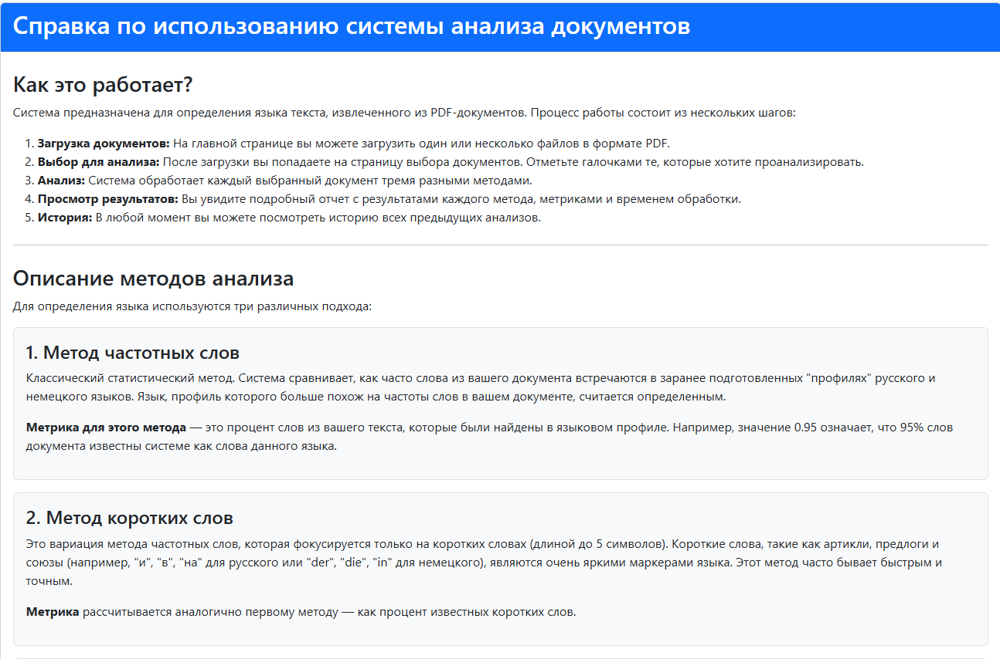 Справка по использованию системы анализа документов
Как это работает?
Система предназначена для определения языка текста, извлеченного из PDF-документов. Процесс работы состоит из нескольких шагов:
1. Загрузка документов: На главной странице вы можете загрузить один или несколько файлов в формате PDF.
2. Выбор для анализа: После загрузки вы попадаете на страницу выбора документов. Отметьте галочками те, которые хотите проанализировать.
3. Анализ: Система обработает каждый выбранный документ тремя разными методами.
4. Просмотр результатов: Вы увидите подробный отчет с результатами каждого метода, метриками и временем обработки.
5. История: В любой момент вы можете посмотреть историю всех предыдущих анализов.
Описание методов анализа
Для определения языка используются три различных подхода:
1. Метод частотных слов
Классический статистический метод. Система сравнивает, как часто слова из вашего документа встречаются в заранее подготовленных "профилях" русского и
немецкого языков. Язык, профиль которого больше похож на частоты слов в вашем документе, считается определенным.
Метрика для этого метода — это процент слов из вашего текста, которые были найдены в языковом профиле. Например, значение 0.95 означает, что 95% слов
документа известны системе как слова данного языка.
2. Метод коротких слов
Это вариация метода частотных слов, которая фокусируется только на коротких словах (длиной до 5 символов). Короткие слова, такие как артикли, предлоги и
союзы (например, "и", "в", "на" для русского или "der", "die", "in" для немецкого), являются очень яркими маркерами языка. Этот метод часто бывает быстрым и
точным.
Метрика рассчитывается аналогично первому методу — как процент известных коротких слов.